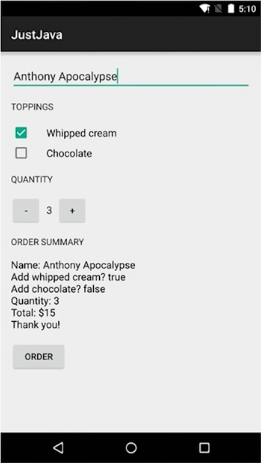 5:10
JustJava
Anthony Apocalypse
TOPPINGS
Whipped cream
Chocolate
QUANTITY
- 3 +
ORDER SUMMARY
Name: Anthony Apocalypse
Add whipped cream? true
Add chocolate? false
Quantity: 3
Total: $15
Thank you!
ORDER